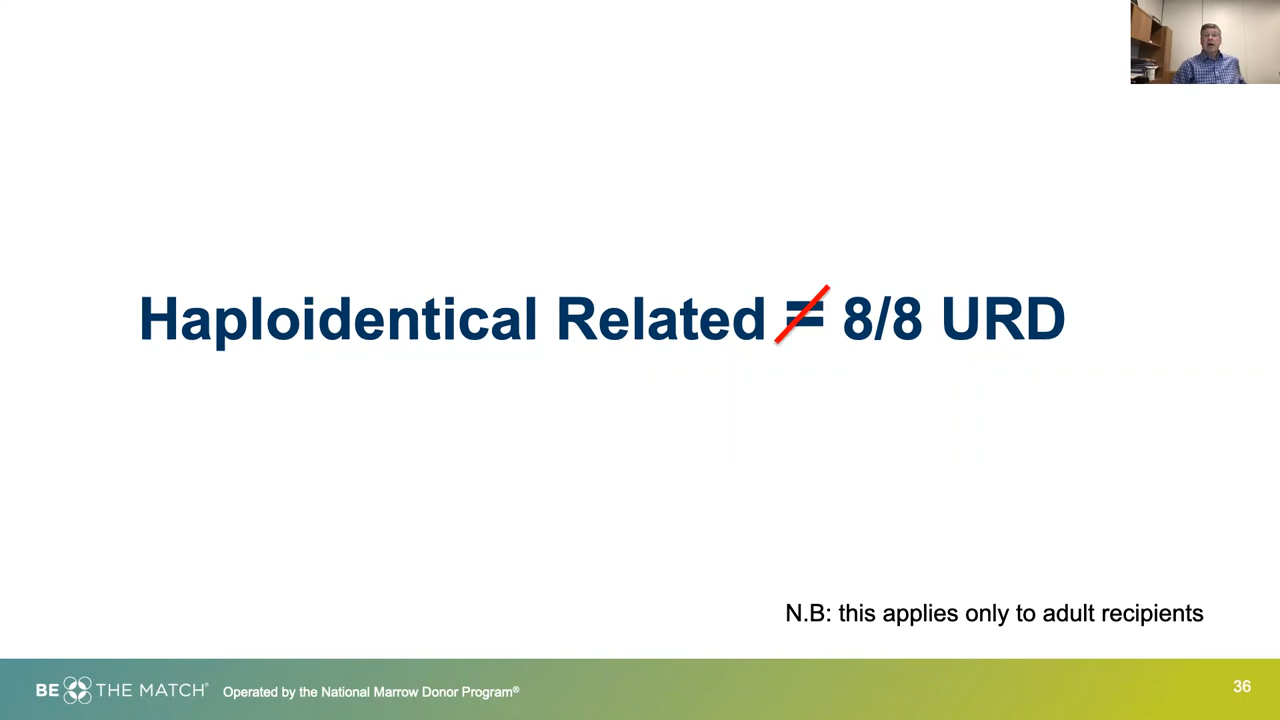 Haploidentical Related = 8/8 URD
N.B: this applies only to adult recipients
BE THE MATCH® Operated by the National Marrow Donor Program®
36